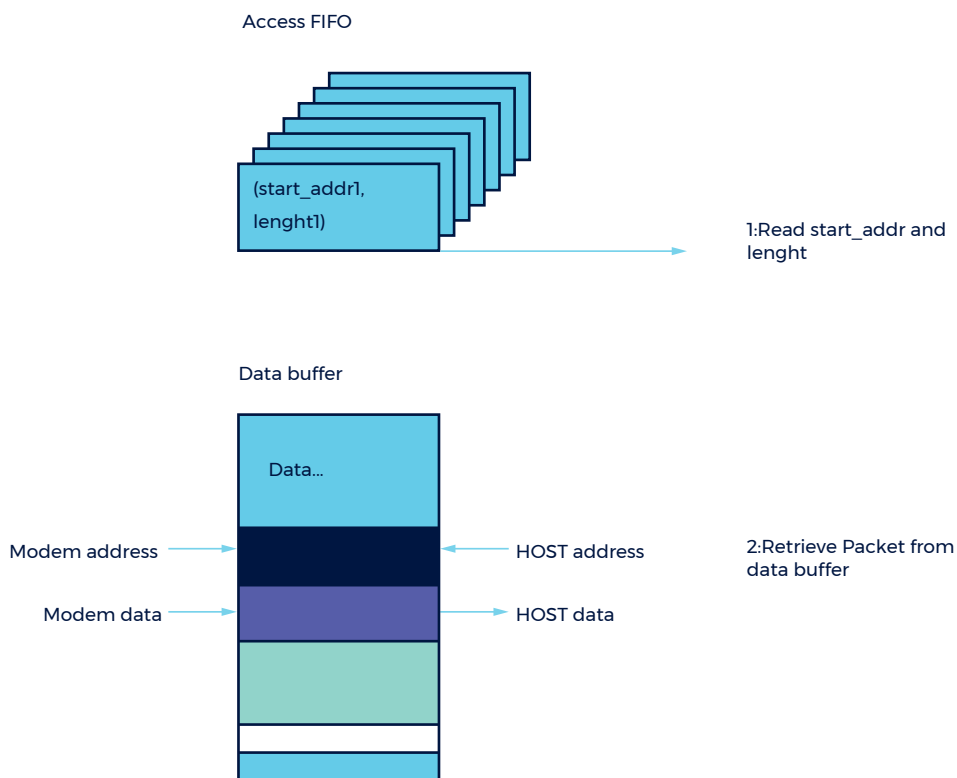 Access FIFO
(start_addr1,
lenght1)
1:Read start_addr and
lenght
Data buffer
Data...
Modem address
HOST address
2:Retrieve Packet from
data buffer
Modem data
HOST data